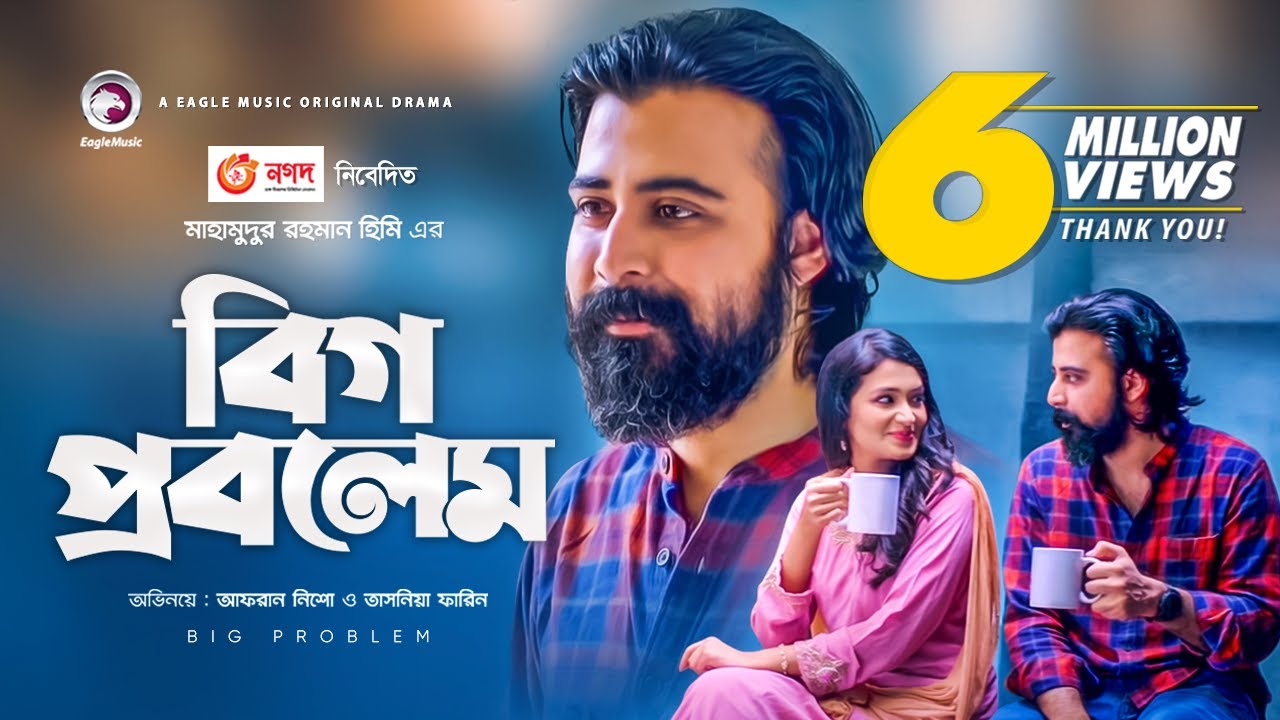 EagleMusic
A EAGLE MUSIC ORIGINAL DRAMA
নগদ নিবেদিত
মাহামুদুর রহমান হিমি এর
বিগ
প্রবলেম
অভিনয়ে : আফরান নিশো ও তাসনিয়া ফারিন
BIG PROBLEM
6 MILLION
VIEWS
THANK YOU!